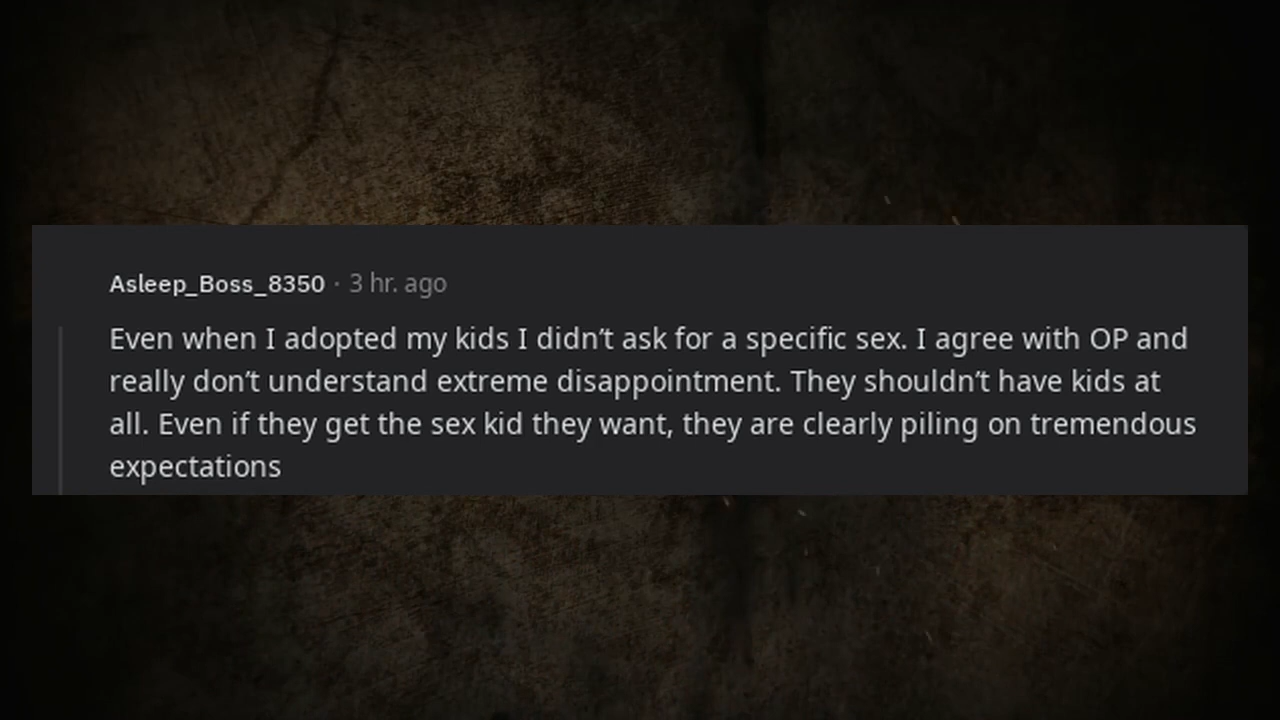 Asleep_Boss_8350 · 3 hr. ago
Even when I adopted my kids I didn’t ask for a specific sex. I agree with OP and
really don’t understand extreme disappointment. They shouldn’t have kids at
all. Even if they get the sex kid they want, they are clearly piling on tremendous
expectations